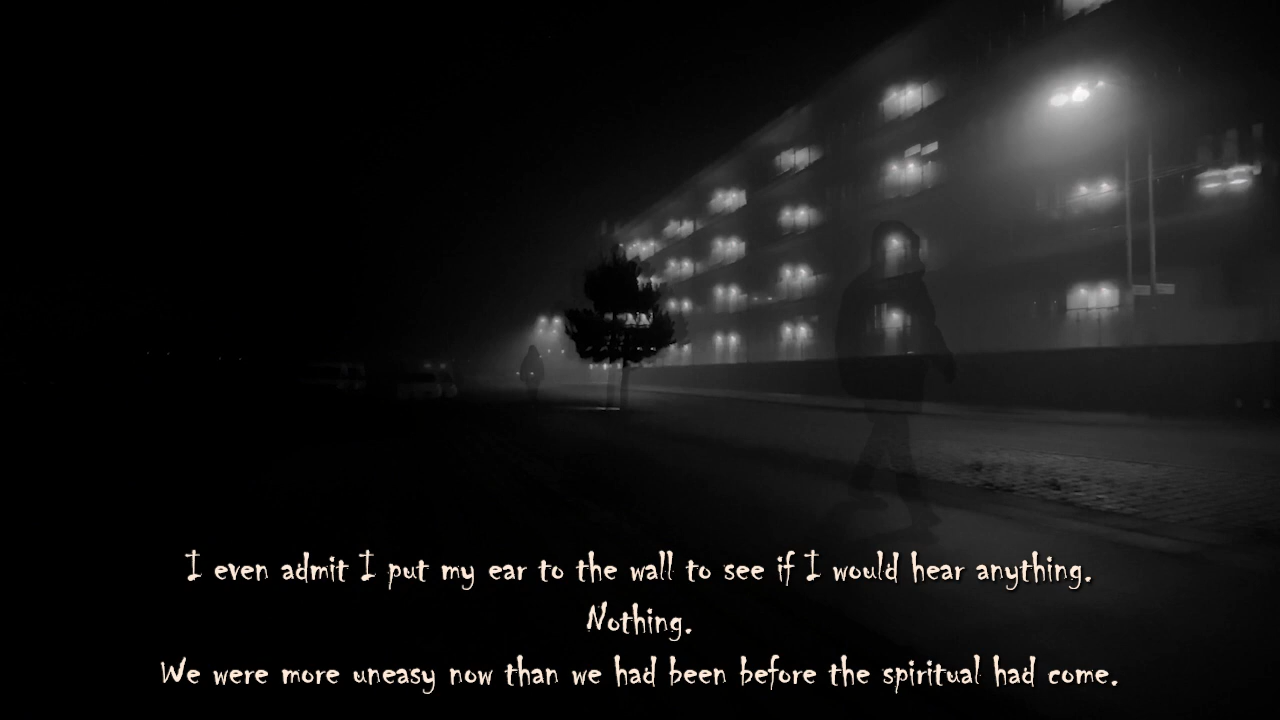 I even admit I put my ear to the wall to see if I would hear anything.
Nothing.
We were more uneasy now than we had been before the spiritual had come.